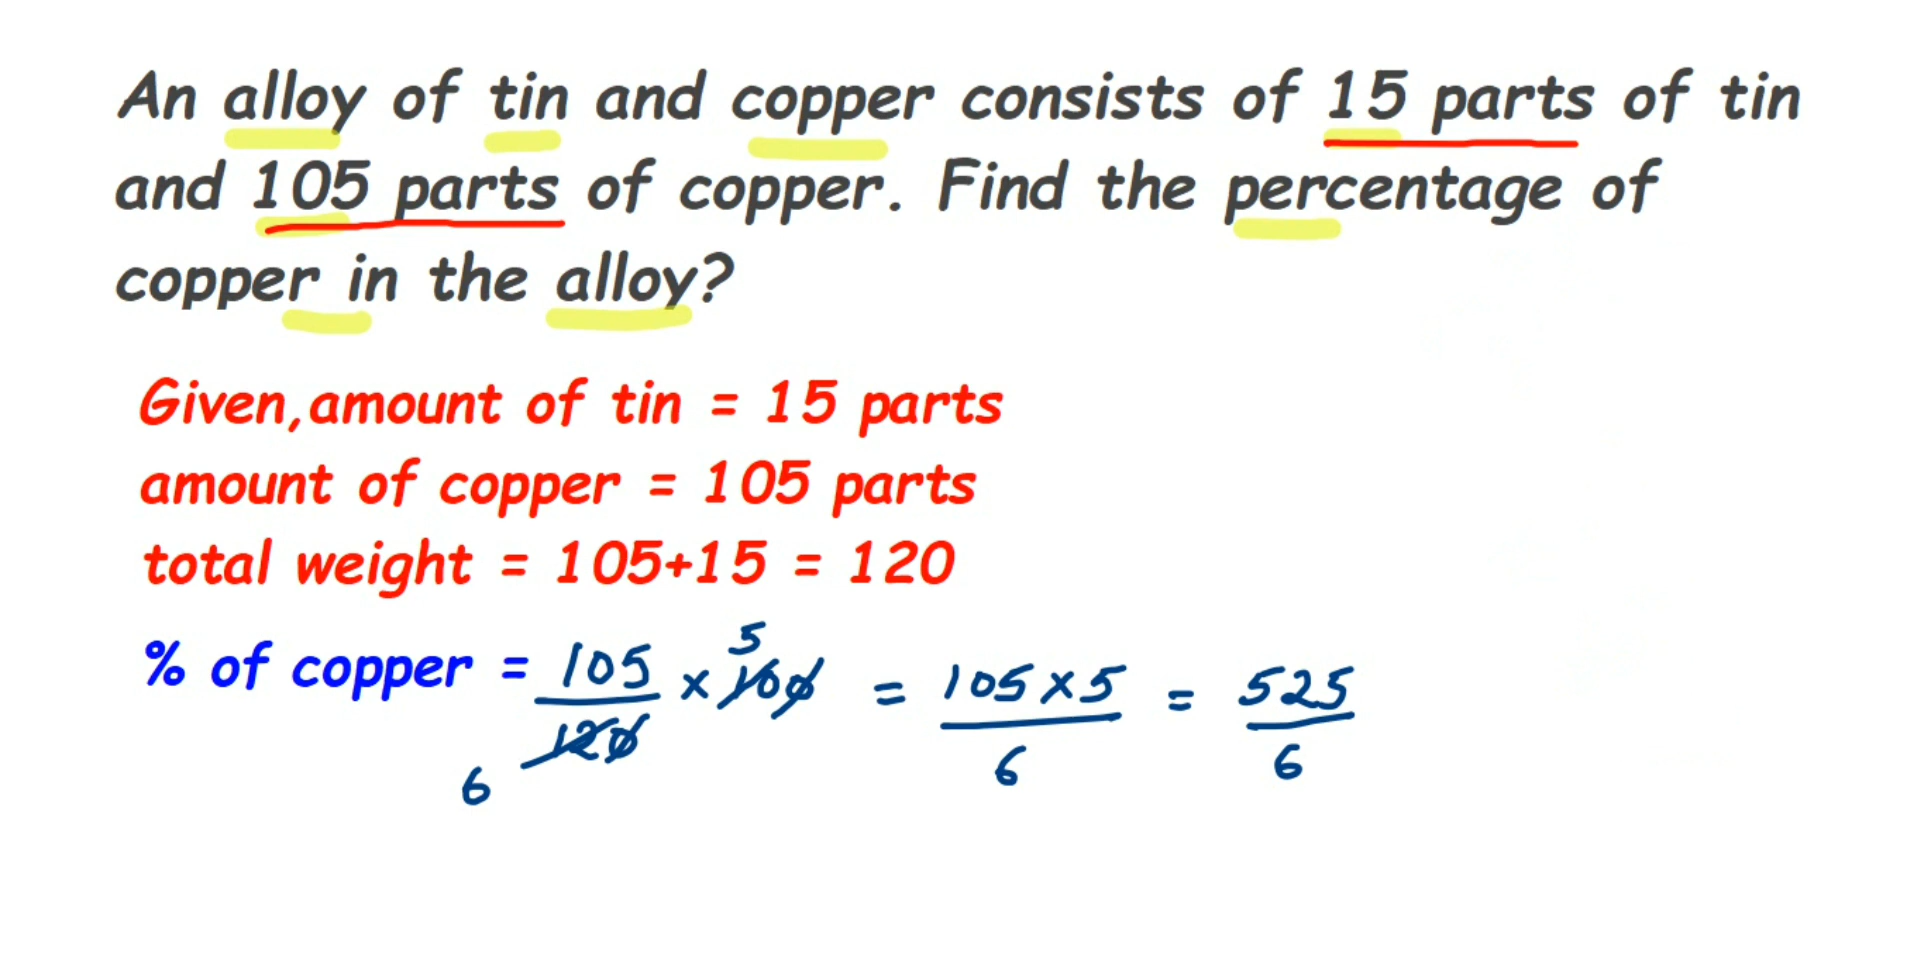 An alloy of tin and copper consists of 15 parts of tin
and 105 parts of copper. Find the percentage of
copper in the alloy?
Given,amount of tin = 15 parts
amount of copper = 105 parts
total weight = 105+15 = 120
% of copper = 105/120 × 100 = 105×5/6 = 525/6
5
6